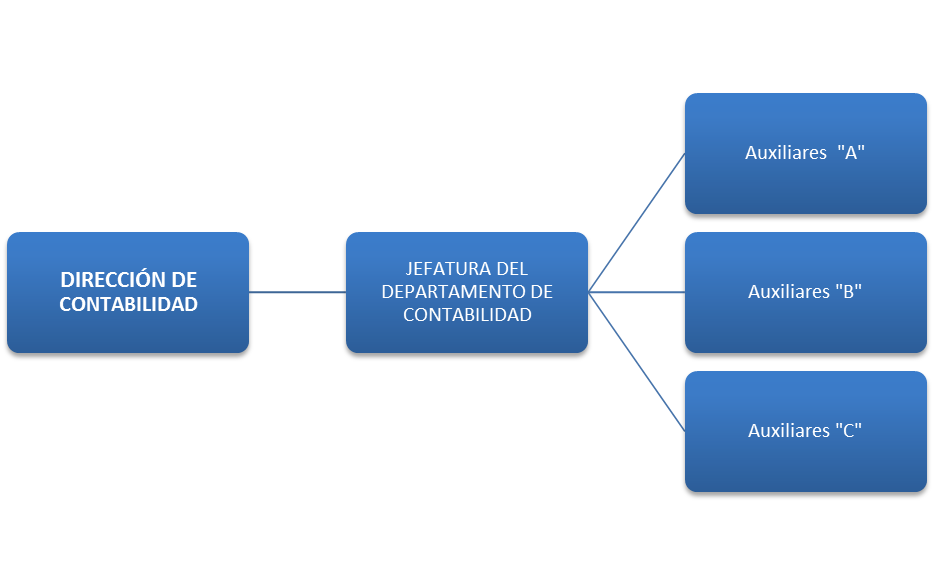 DIRECCIÓN DE
CONTABILIDAD
JEFATURA DEL
DEPARTAMENTO DE
CONTABILIDAD
Auxiliares  "A"
Auxiliares "B"
Auxiliares "C"